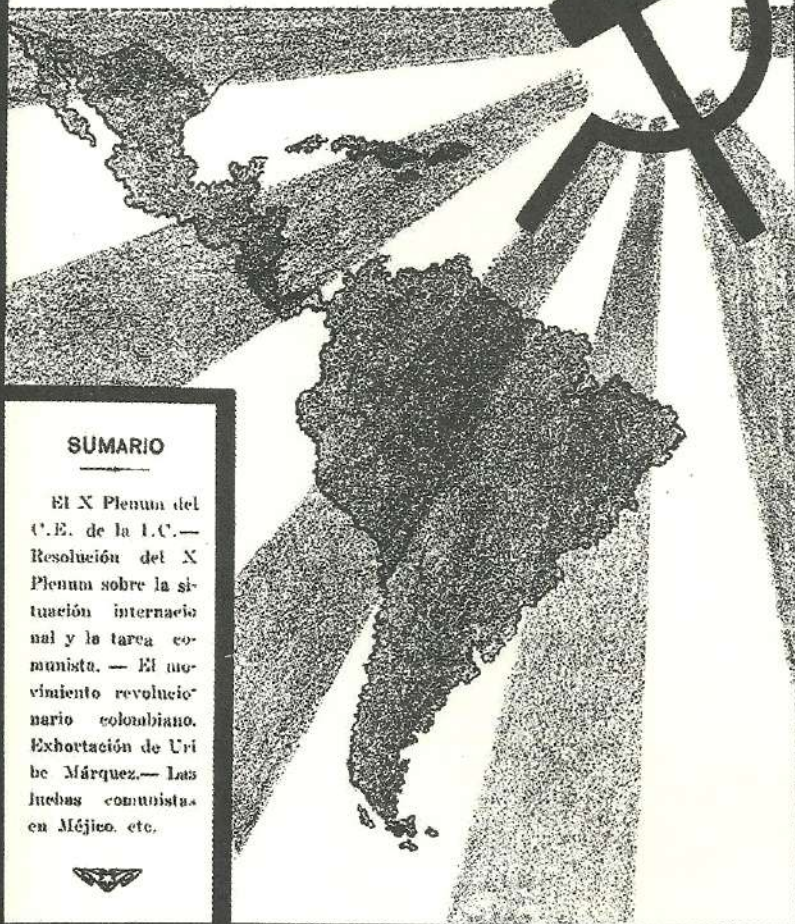 SUMARIO
El X Plenum del
C.E. de la I.C.—
Resolución del X
Plenum sobre la si-
tuación internacio
nal y la tarea co-
munista. — El mo-
vimiento revolucio-
nario colombiano.
Exhortación de Uri
be Márquez.— Las
luchas comunistas
en Méjico. etc.